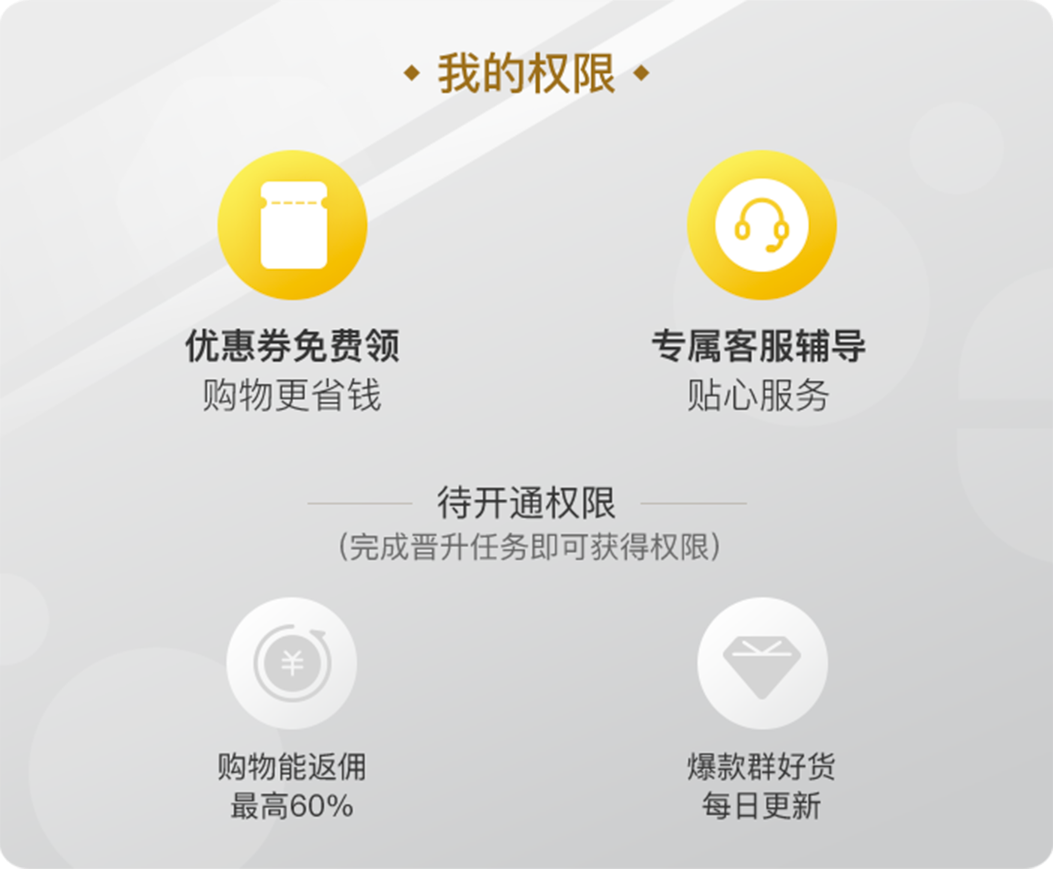 我的权限
优惠券免费领
购物更省钱
专属客服辅导
贴心服务
待开通权限
(完成晋升任务即可获得权限)
¥
购物能返佣
最高60%
爆款群好货
每日更新